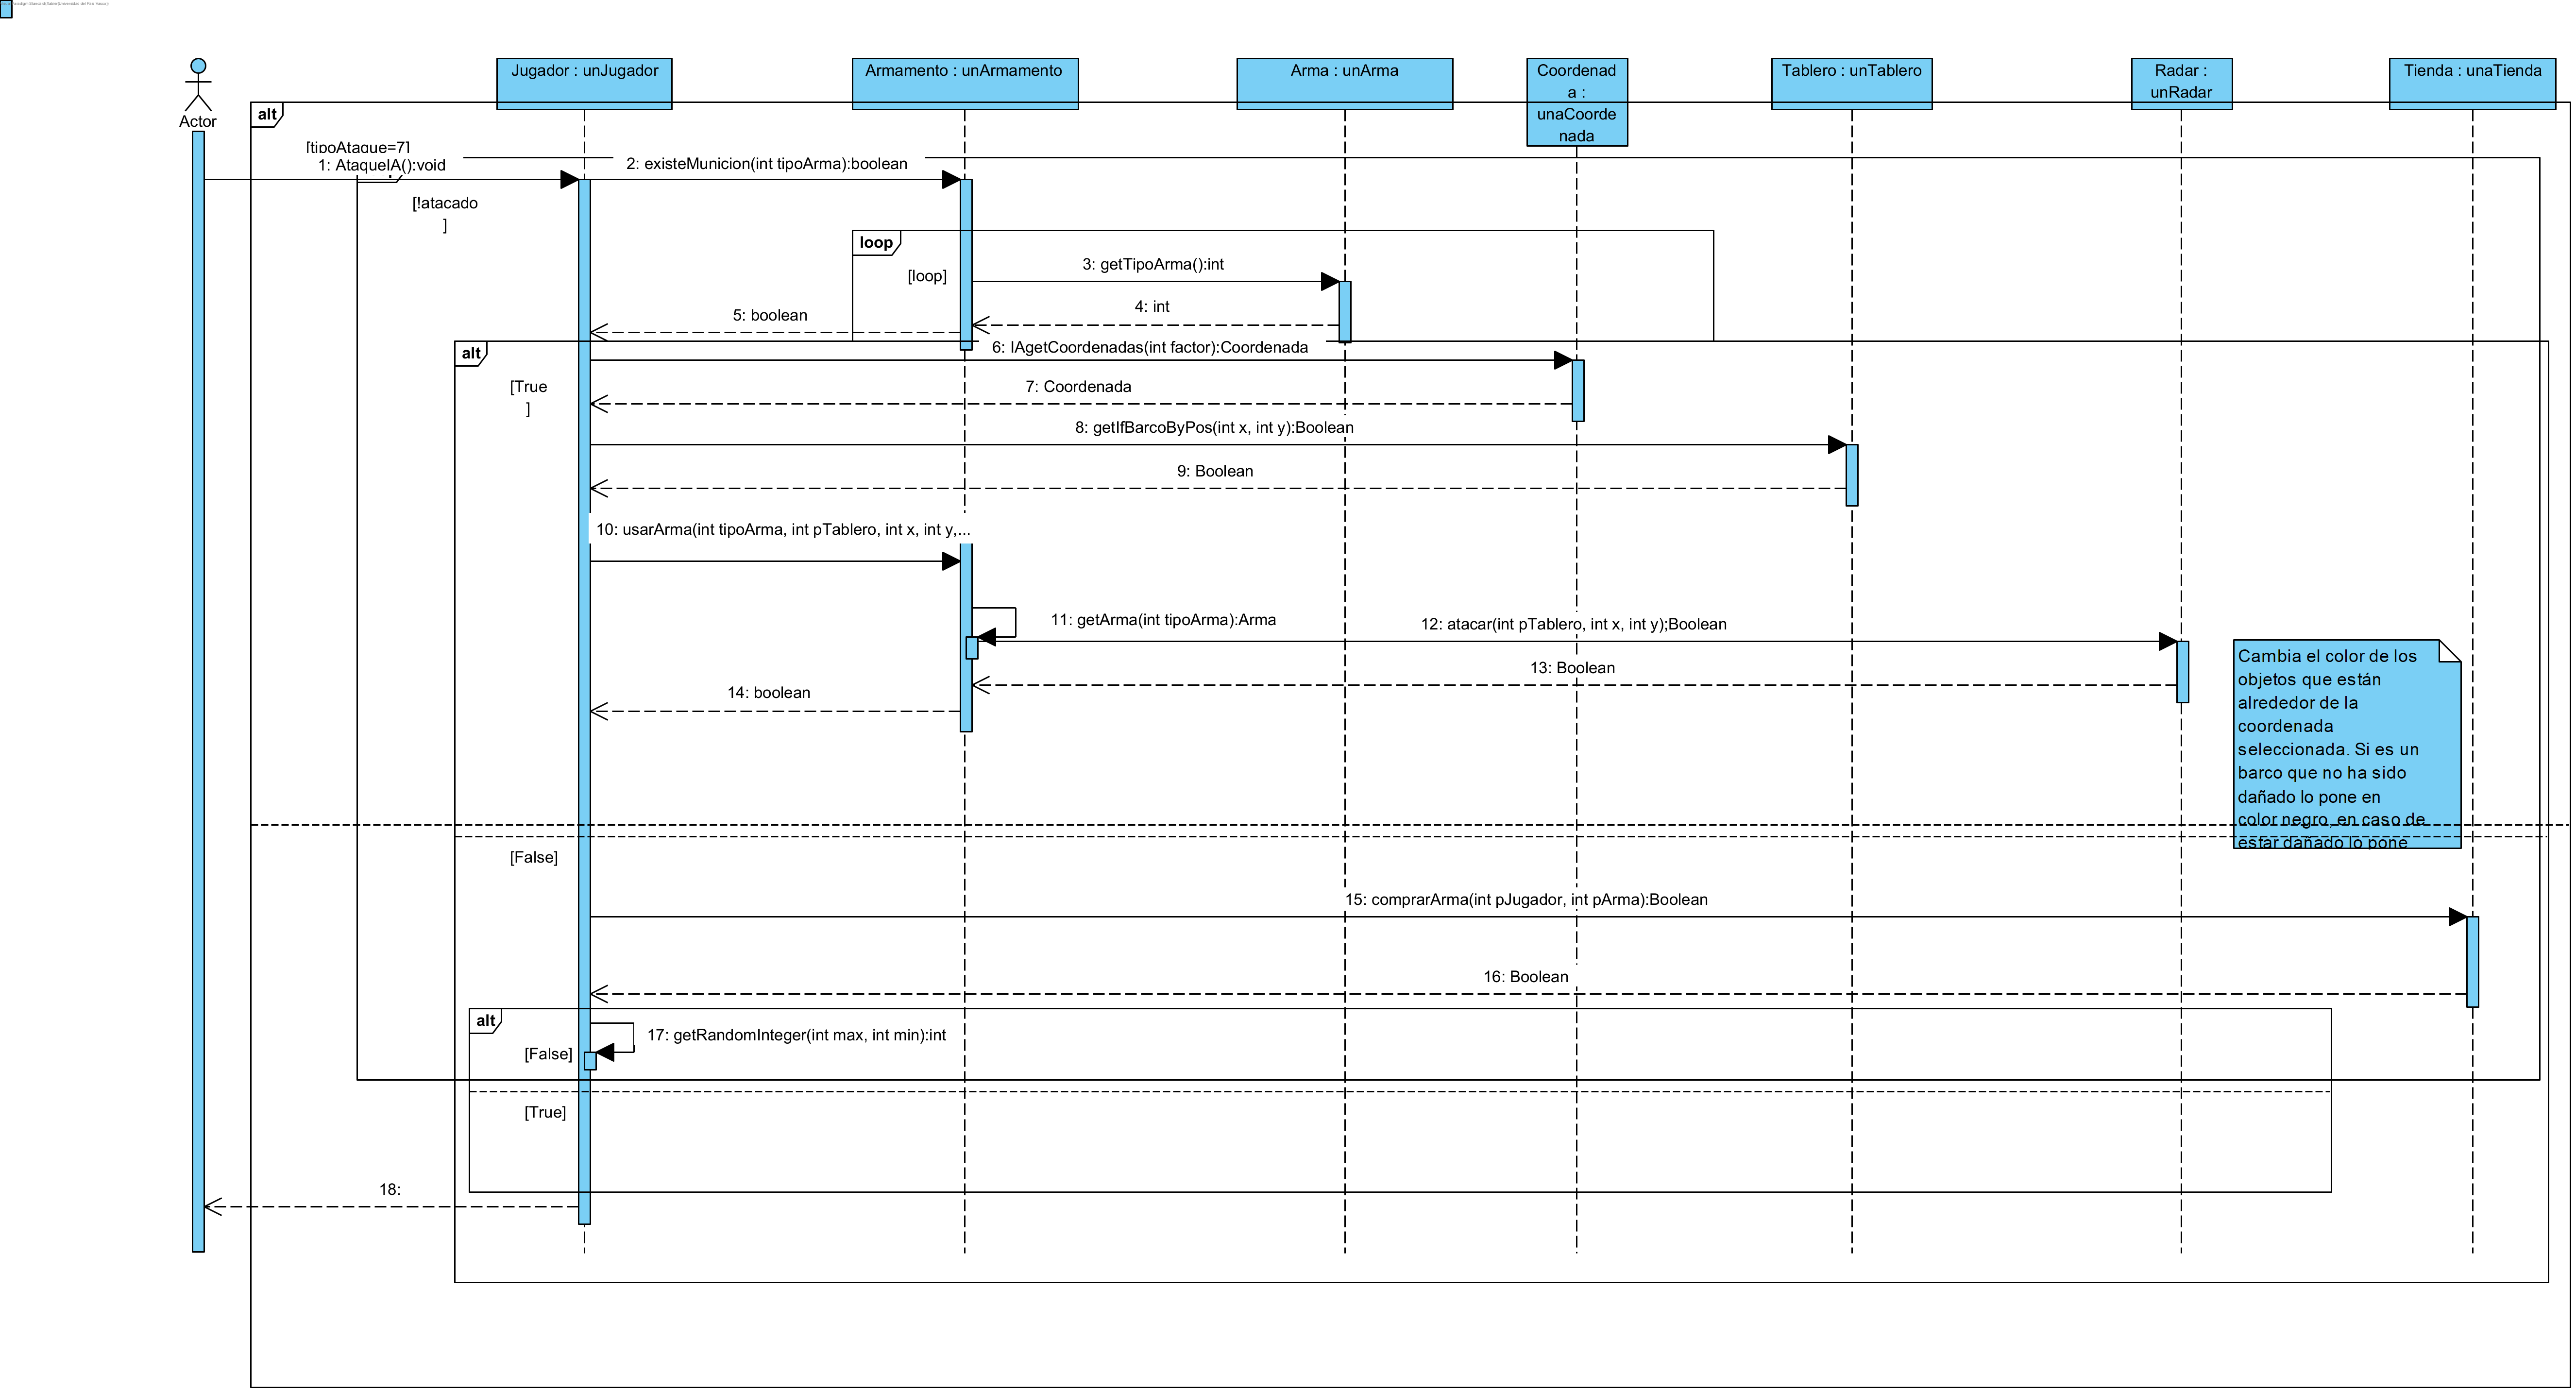 Jugador : unJugador
Armamento : unArmamento
Arma : unArma
Coordenad
a :
unaCoorde
nada
Tablero : unTablero
Radar :
unRadar
Tienda : unaTienda
Actor
alt
[tipoAtaque=7]
1: AtaqueIA():void
2: existeMunicion(int tipoArma):boolean
[!atacado
]
loop
[loop]
3: getTipoArma():int
4: int
5: boolean
alt
6: IAgetCoordenadas(int factor):Coordenada
[True
]
7: Coordenada
8: getIfBarcoByPos(int x, int y):Boolean
9: Boolean
10: usarArma(int tipoArma, int pTablero, int x, int y,...
11: getArma(int tipoArma):Arma
12: atacar(int pTablero, int x, int y);Boolean
13: Boolean
14: boolean
Cambia el color de los
objetos que están
alrededor de la
coordenada
seleccionada. Si es un
barco que no ha sido
dañado lo pone en
color negro, en caso de
estar dañado lo pone
[False]
15: comprarArma(int pJugador, int pArma):Boolean
16: Boolean
alt
17: getRandomInteger(int max, int min):int
[False]
[True]
18: